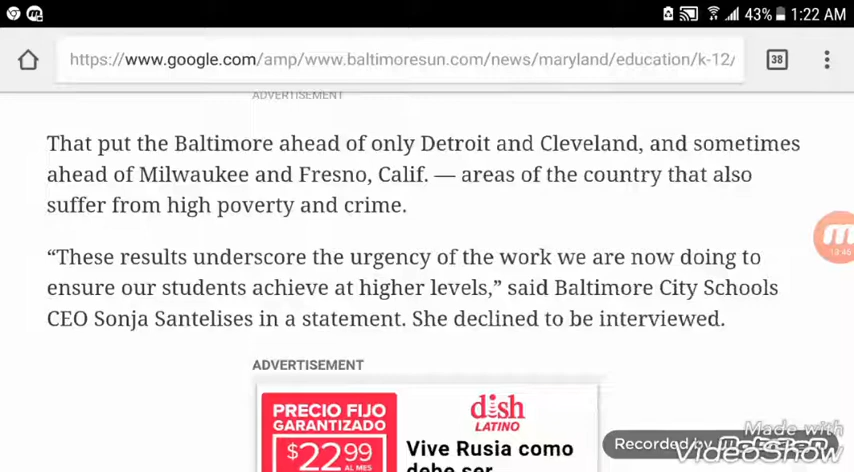 43% 1:22 AM
https://www.google.com/amp/www.baltimoresun.com/news/maryland/education/k-12/
38
ADVERTISEMENT
That put the Baltimore ahead of only Detroit and Cleveland, and sometimes
ahead of Milwaukee and Fresno, Calif. — areas of the country that also
suffer from high poverty and crime.
“These results underscore the urgency of the work we are now doing to
ensure our students achieve at higher levels,” said Baltimore City Schools
CEO Sonja Santelises in a statement. She declined to be interviewed.
ADVERTISEMENT
PRECIO FIJO
GARANTIZADO
$22.99
AL MES
dish
LATINO
Vive Rusia como
debe ser
Recorded by
Made with
VideoShow